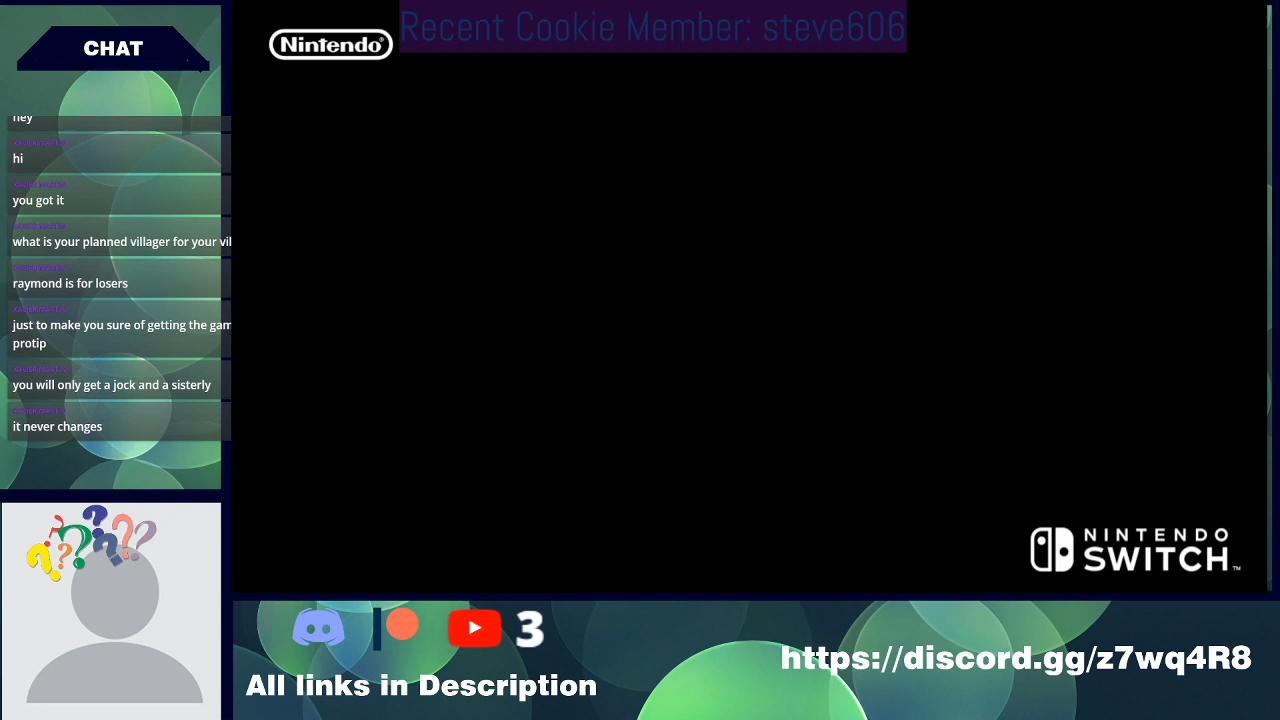 CHAT
Nintendo
Recent Cookie Member: steve606
hey
hi
you got it
what is your planned villager for your vil
raymond is for losers
just to make you sure of getting the gam
protip
you will only get a jock and a sisterly
it never changes
NINTENDO
SWITCH
3
https://discord.gg/z7wq4R8
All links in Description